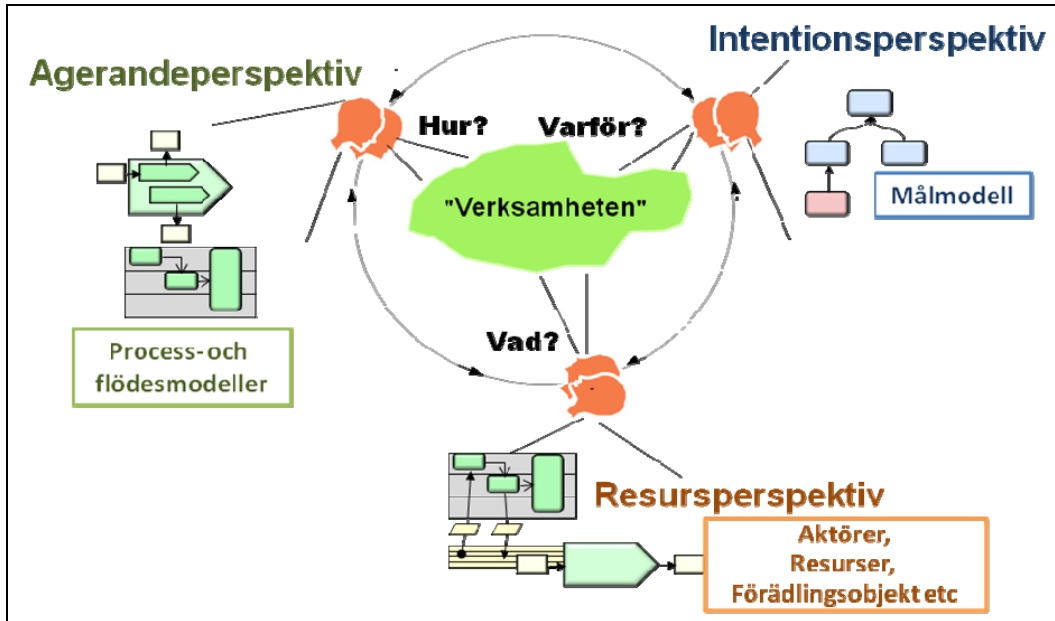 Intentionsperspektiv
Agerandeperspektiv
Hur?
Varför?
"Verksamheten"
Målmodell
Vad?
Process- och
flödesmodeller
Resursperspektiv
Aktörer,
Resurser,
Förädlingsobjekt etc